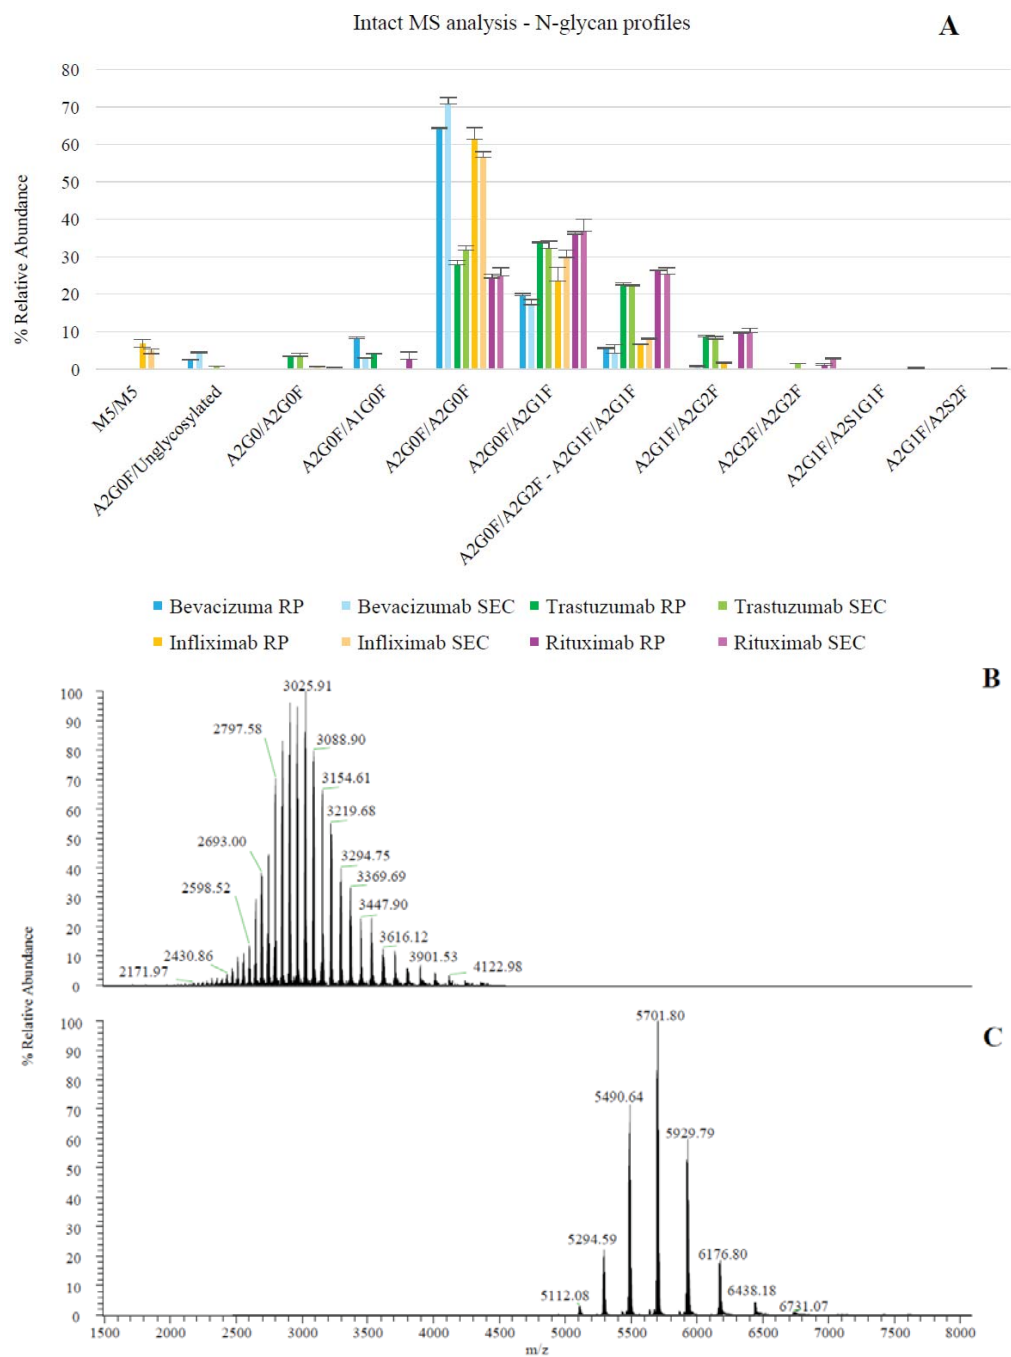 Intact MS analysis - N-glycan profiles
A
% Relative Abundance
80
70
60
50
40
30
20
10
0
M5/M5
A2G0F/Unglycosylated
A2G0/A2G0F
A2G0F/A1G0F
A2G0F/A2G0F
A2G0F/A2G1F
A2G0F/A2G2F - A2G1F/A2G1F
A2G1F/A2G2F
A2G2F/A2G2F
A2G1F/A2S1G1F
A2G1F/A2S2F
Bevacizuma RP Bevacizumab SEC Trastuzumab RP Trastuzumab SEC
Infliximab RP Infliximab SEC Rituximab RP Rituximab SEC
B
% Relative Abundance
100
90
80
70
60
50
40
30
20
10
0
2171.97
2430.86
2598.52
2693.00
2797.58
3025.91
3088.90
3154.61
3219.68
3294.75
3369.69
3447.90
3616.12
3901.53
4122.98
C
100
90
80
70
60
50
40
30
20
10
0
5112.08
5294.59
5490.64
5701.80
5929.79
6176.80
6438.18
6731.07
1500 2000 2500 3000 3500 4000 4500 5000 5500 6000 6500 7000 7500 8000
m/z